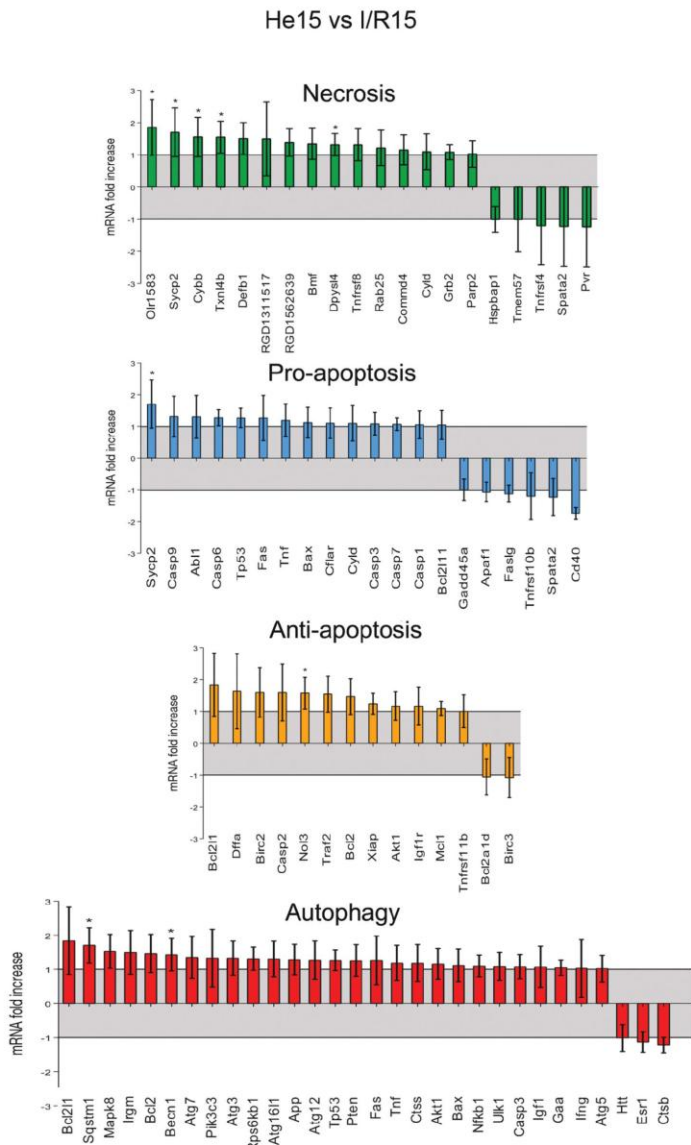 He15 vs I/R15
Necrosis
mRNA fold increase
3
2
1
0
-1
-2
-3
* * * * *
Olr1583 Sycp2 Cybb Txnl4b Defb1 RGD1311517 RGD1562639 Bmf Dpysl4 Tnfrsf8 Rab25 Commd4 Cyld Grb2 Parp2 Hspbap1 Tmem57 Tnfrsf4 Spata2 Pvr
Pro-apoptosis
mRNA fold increase
3
2
1
0
-1
-2
-3
*
Sycp2 Casp9 Abl1 Casp6 Tp53 Fas Tnf Bax Cflar Cyld Casp3 Casp7 Casp1 Bcl2l11 Gadd45a Apaf1 Faslg Tnfrsf10b Spata2 Cd40
Anti-apoptosis
mRNA fold increase
3
2
1
0
-1
2
-3
*
Bcl2l1 Dffa Birc2 Casp2 Nol3 Traf2 Bcl2 Xiap Akt1 Igf1r Mcl1 Tnfrsf11b Bcl2a1d Birc3
Autophagy
mRNA fold increase
3
2
1
0
-1
-2
-3
* *
Bcl2l1 Sqstm1 Mapk8 Irgm Bcl2 Becn1 Atg7 Pik3c3 Atg3 Rps6kb1 Atg16l1 App Atg12 Tp53 Pten Fas Tnf Ctss Akt1 Bax Nfkb1 Ulk1 Casp3 Igf1 Gaa Ifng Atg5 Htt Esr1 Ctsb